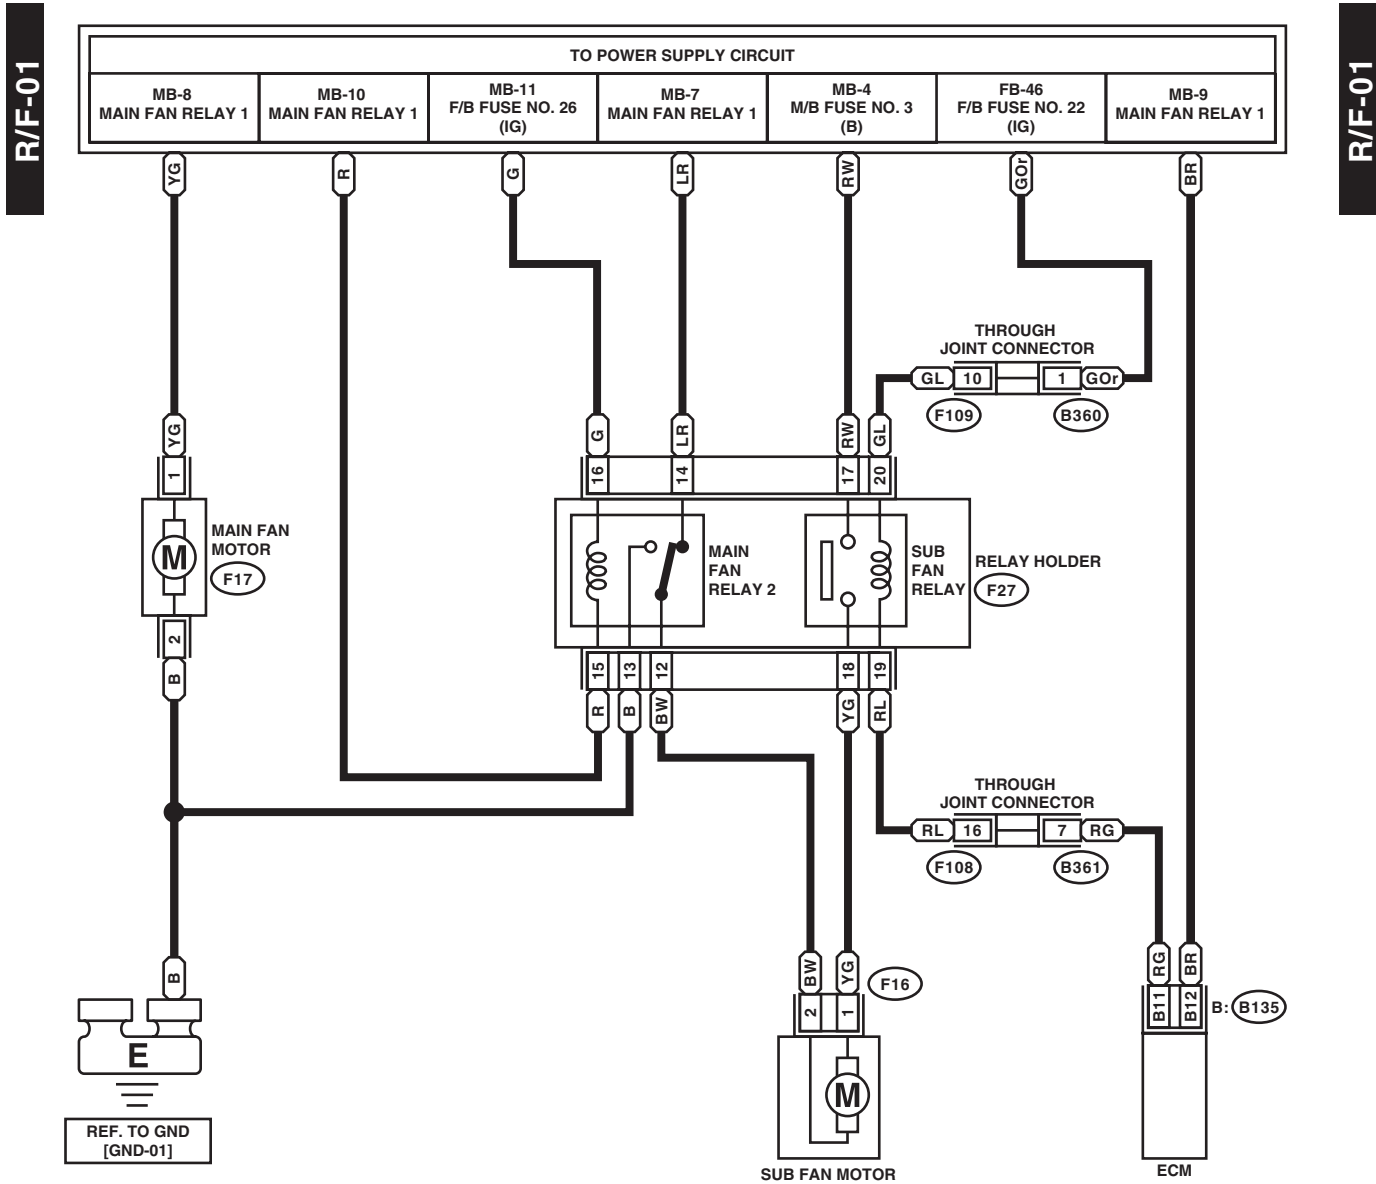 R/F-01
R/F-01
TO POWER SUPPLY CIRCUIT
MB-8
MAIN FAN RELAY 1
MB-10
MAIN FAN RELAY 1
MB-11
F/B FUSE NO. 26
(IG)
MB-7
MAIN FAN RELAY 1
MB-4
M/B FUSE NO. 3
(B)
FB-46
F/B FUSE NO. 22
(IG)
MB-9
MAIN FAN RELAY 1
YG
R
G
LR
RW
GOr
BR
THROUGH
JOINT CONNECTOR
GL
10
1
GOr
F109
B360
YG
G
LR
RW
GL
1
16
14
17
20
MAIN FAN
MOTOR
M
F17
MAIN
FAN
RELAY 2
SUB
FAN
RELAY
RELAY HOLDER
F27
2
B
15
13
12
18
19
R
B
BW
YG
RL
THROUGH
JOINT CONNECTOR
RL
16
7
RG
F108
B361
B
BW
YG
F16
RG
BR
2
1
B11
B12
B:
B135
E
M
REF. TO GND
[GND-01]
SUB FAN MOTOR
ECM